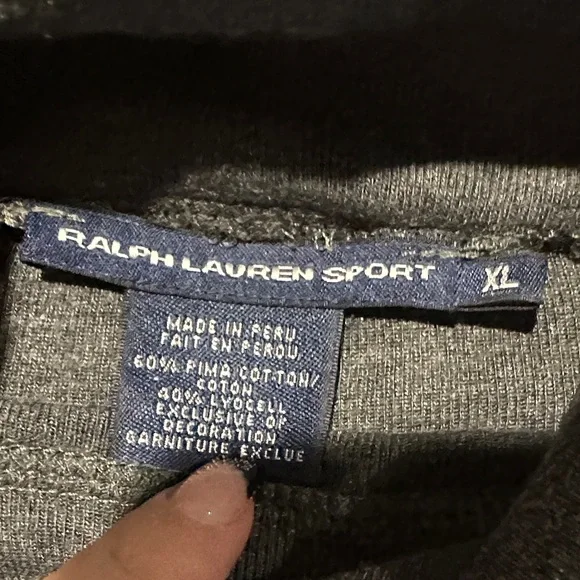 RALPH LAUREN SPORT XL
MADE IN PERU
FAIT EN PEROU
60% PIMA COTTON/
COTON
40% LYOCELL
EXCLUSIVE OF
DECORATION
GARNITURE EXCLUE